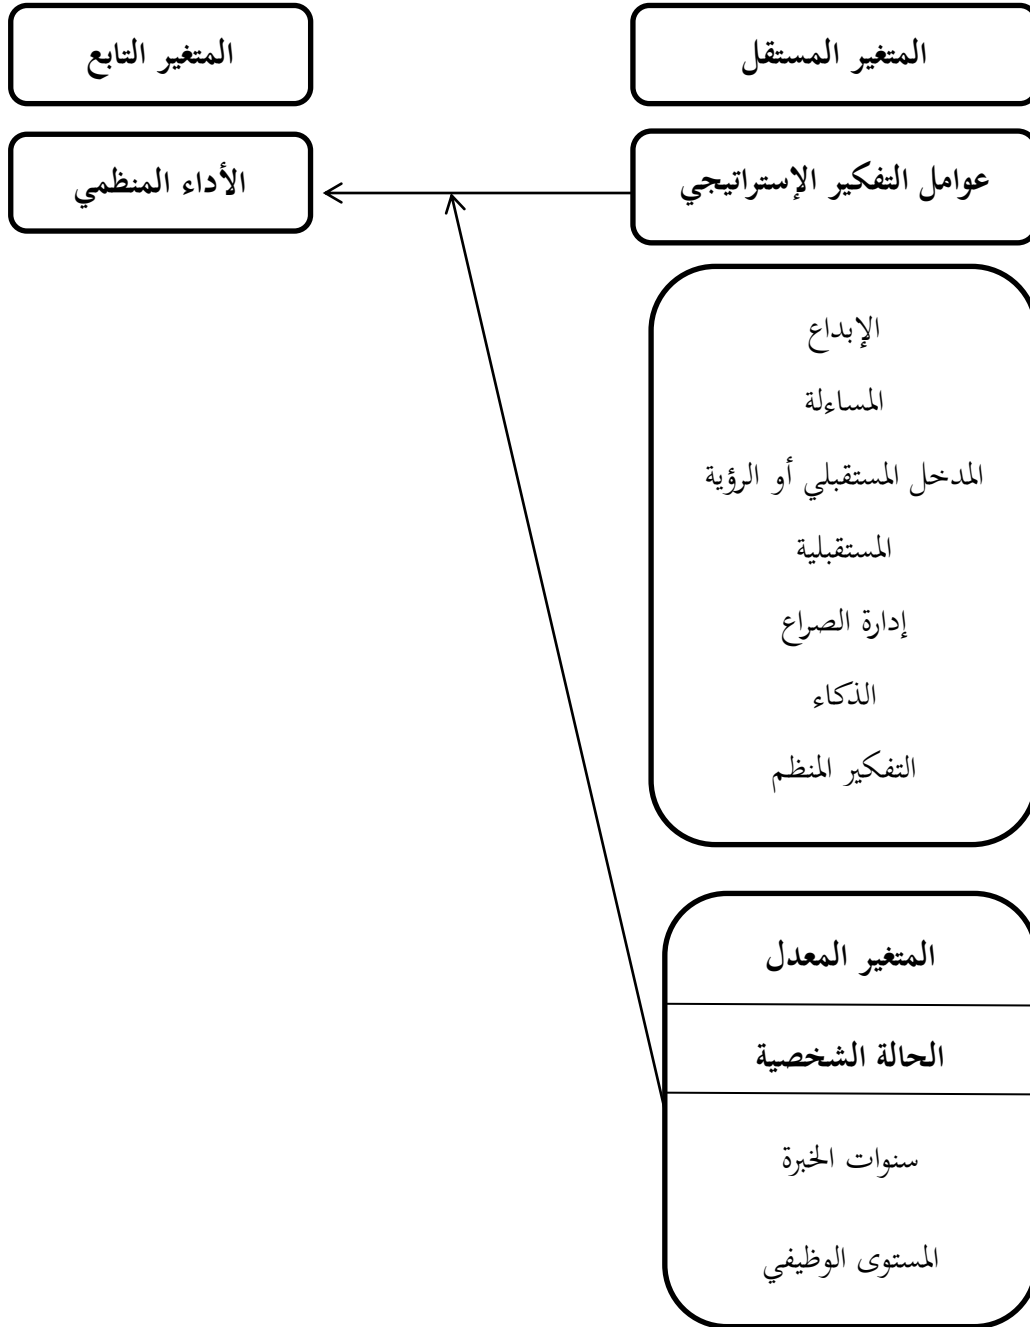 المتغير المستقل
المتغير التابع
عوامل التفكير الإستراتيجي
الأداء المنظمي
الإبداع
المساءلة
المدخل المستقبلي أو الرؤية
المستقبلية
إدارة الصراع
الذكاء
التفكير المنظم
المتغير المعدل
الحالة الشخصية
سنوات الخبرة
المستوى الوظيفي